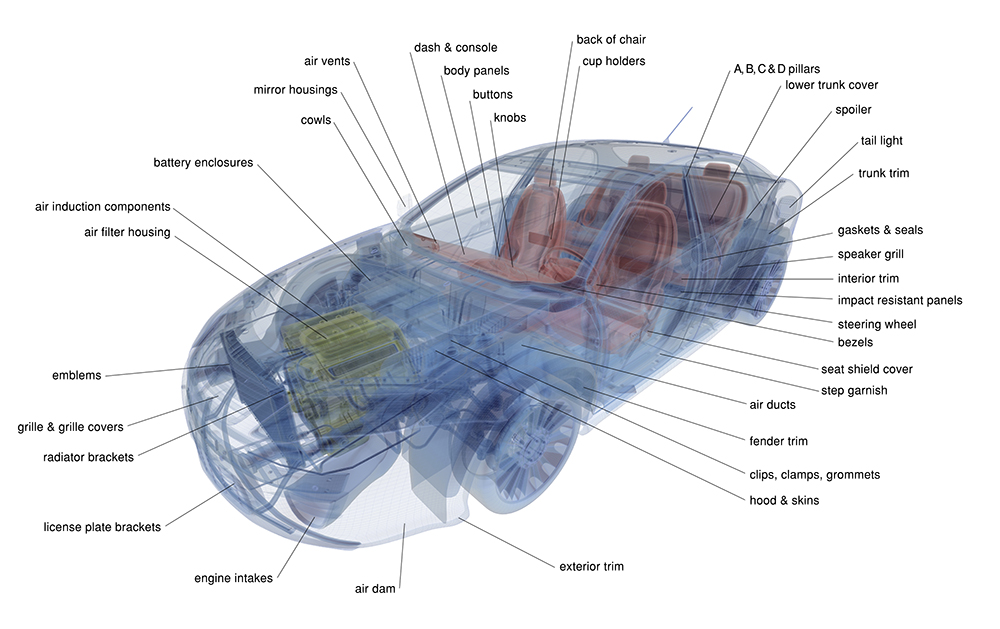 back of chair
dash & console
cup holders
air vents
body panels
A, B, C & D pillars
mirror housings
buttons
lower trunk cover
cowls
knobs
spoiler
tail light
battery enclosures
trunk trim
air induction components
air filter housing
gaskets & seals
speaker grill
interior trim
impact resistant panels
steering wheel
bezels
emblems
seat shield cover
step garnish
air ducts
grille & grille covers
fender trim
radiator brackets
clips, clamps, grommets
hood & skins
license plate brackets
exterior trim
engine intakes
air dam